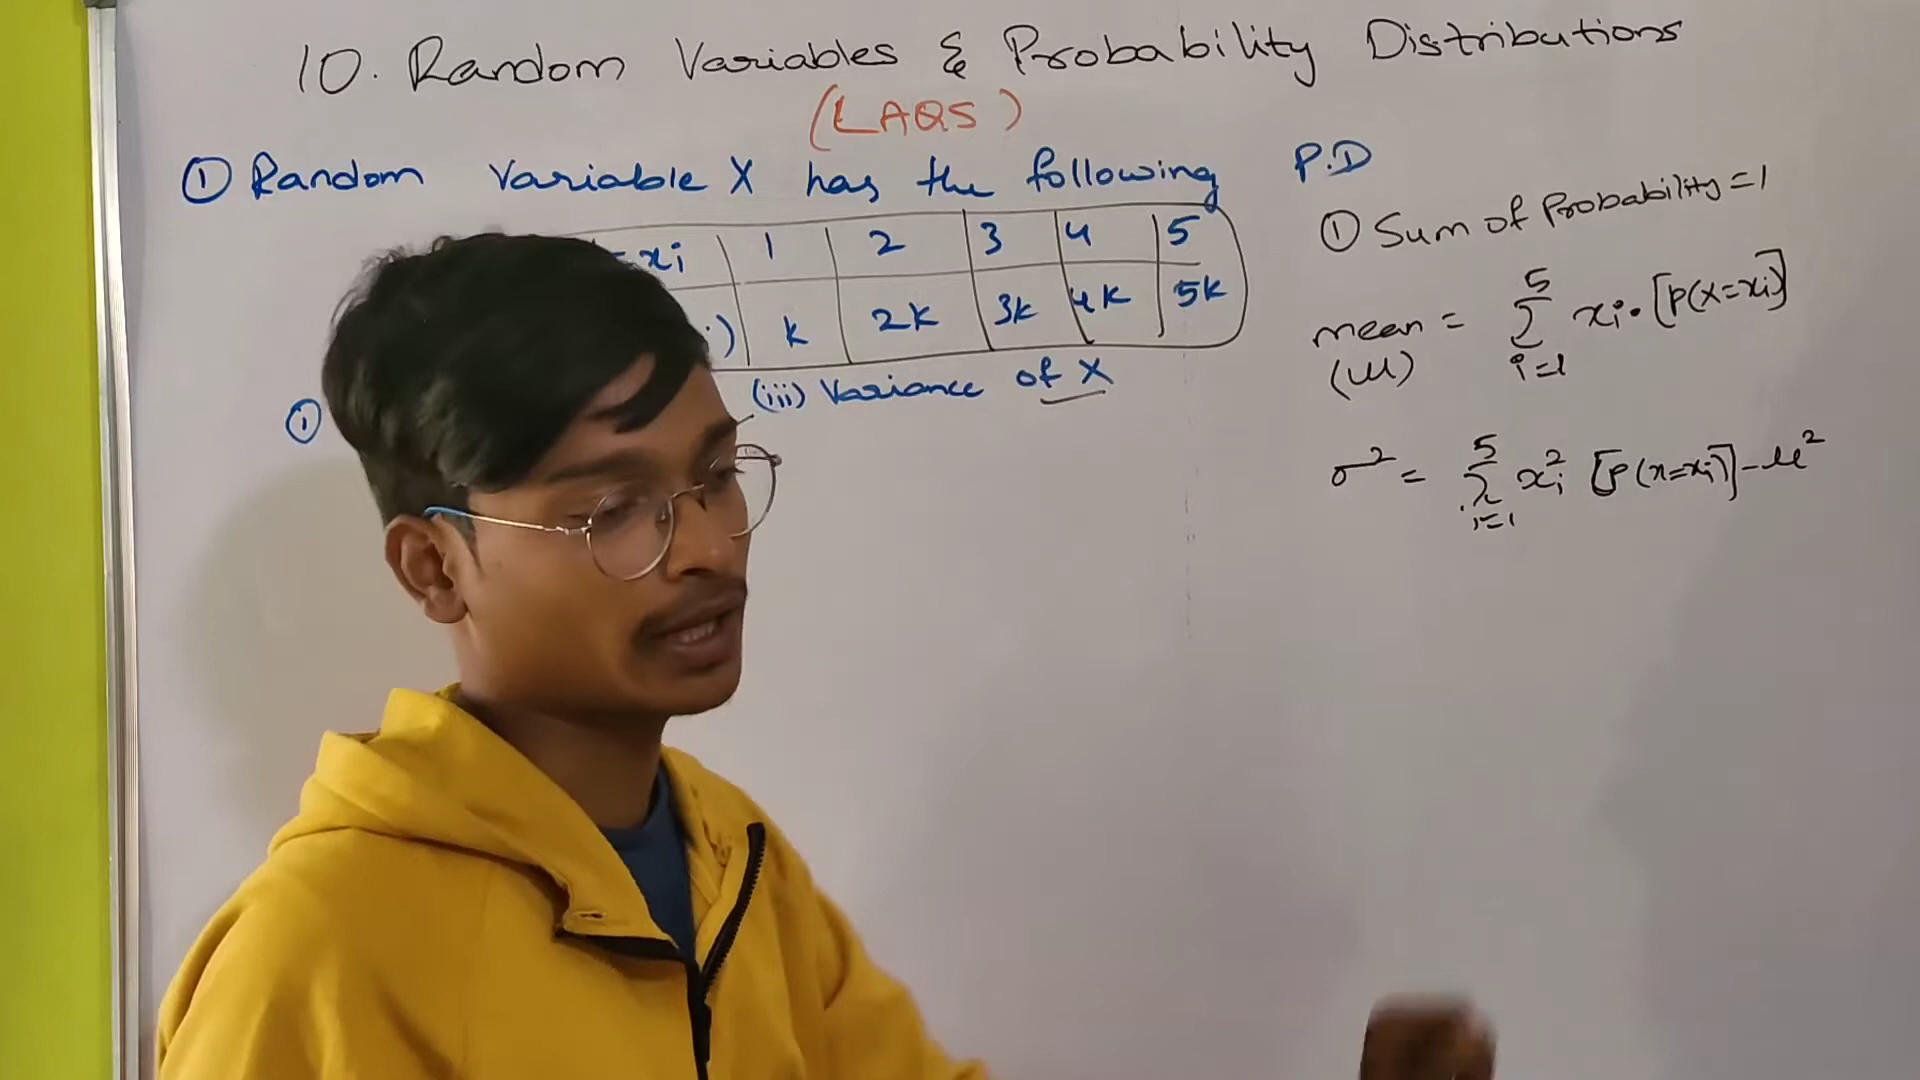 10. Random Variables & Probability Distributions
(LAQS)
① Random Variable X has the following P.D
= xi 1 2 3 4 5
) k 2k 3k 4k 5k
① (iii) Variance of X
① Sum of Probability = 1
mean = 5 Σ i=1 xi · [P(X=xi)]
(μ)
σ² = 5 Σ i=1 xi² [P(x=xi)] - μ²